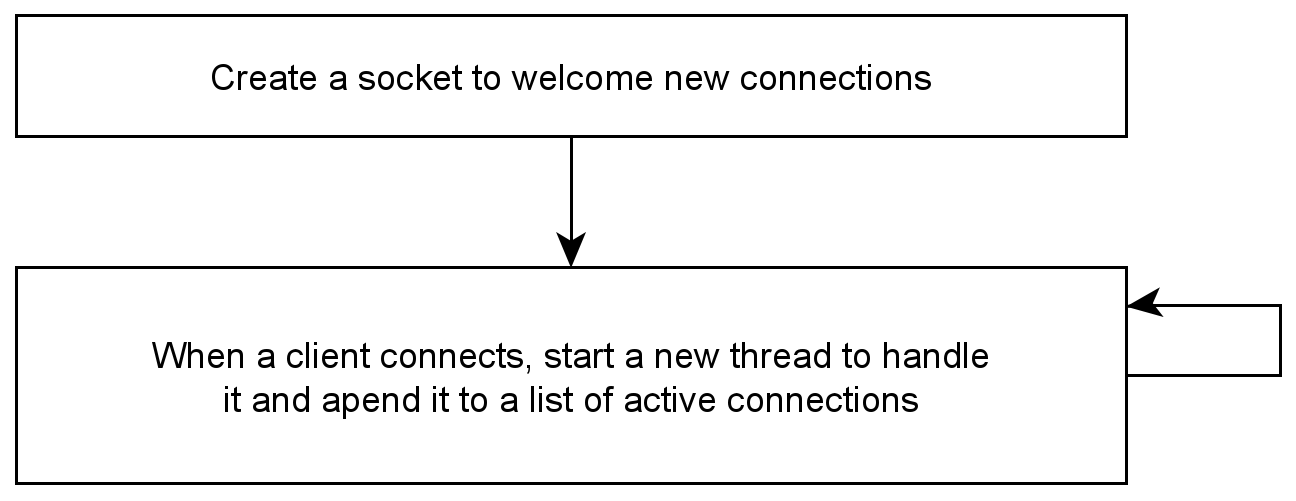 Create a socket to welcome new connections
When a client connects, start a new thread to handle
it and apend it to a list of active connections